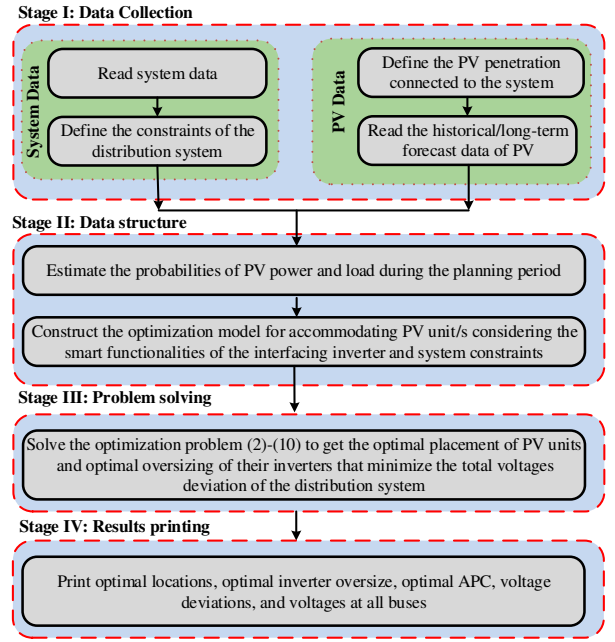 Stage I: Data Collection
System Data
Read system data
Define the constraints of the
distribution system
PV Data
Define the PV penetration
connected to the system
Read the historical/long-term
forecast data of PV
Stage II: Data structure
Estimate the probabilities of PV power and load during the planning period
Construct the optimization model for accommodating PV unit/s considering the
smart functionalities of the interfacing inverter and system constraints
Stage III: Problem solving
Solve the optimization problem (2)-(10) to get the optimal placement of PV units
and optimal oversizing of their inverters that minimize the total voltages
deviation of the distribution system
Stage IV: Results printing
Print optimal locations, optimal inverter oversize, optimal APC, voltage
deviations, and voltages at all buses